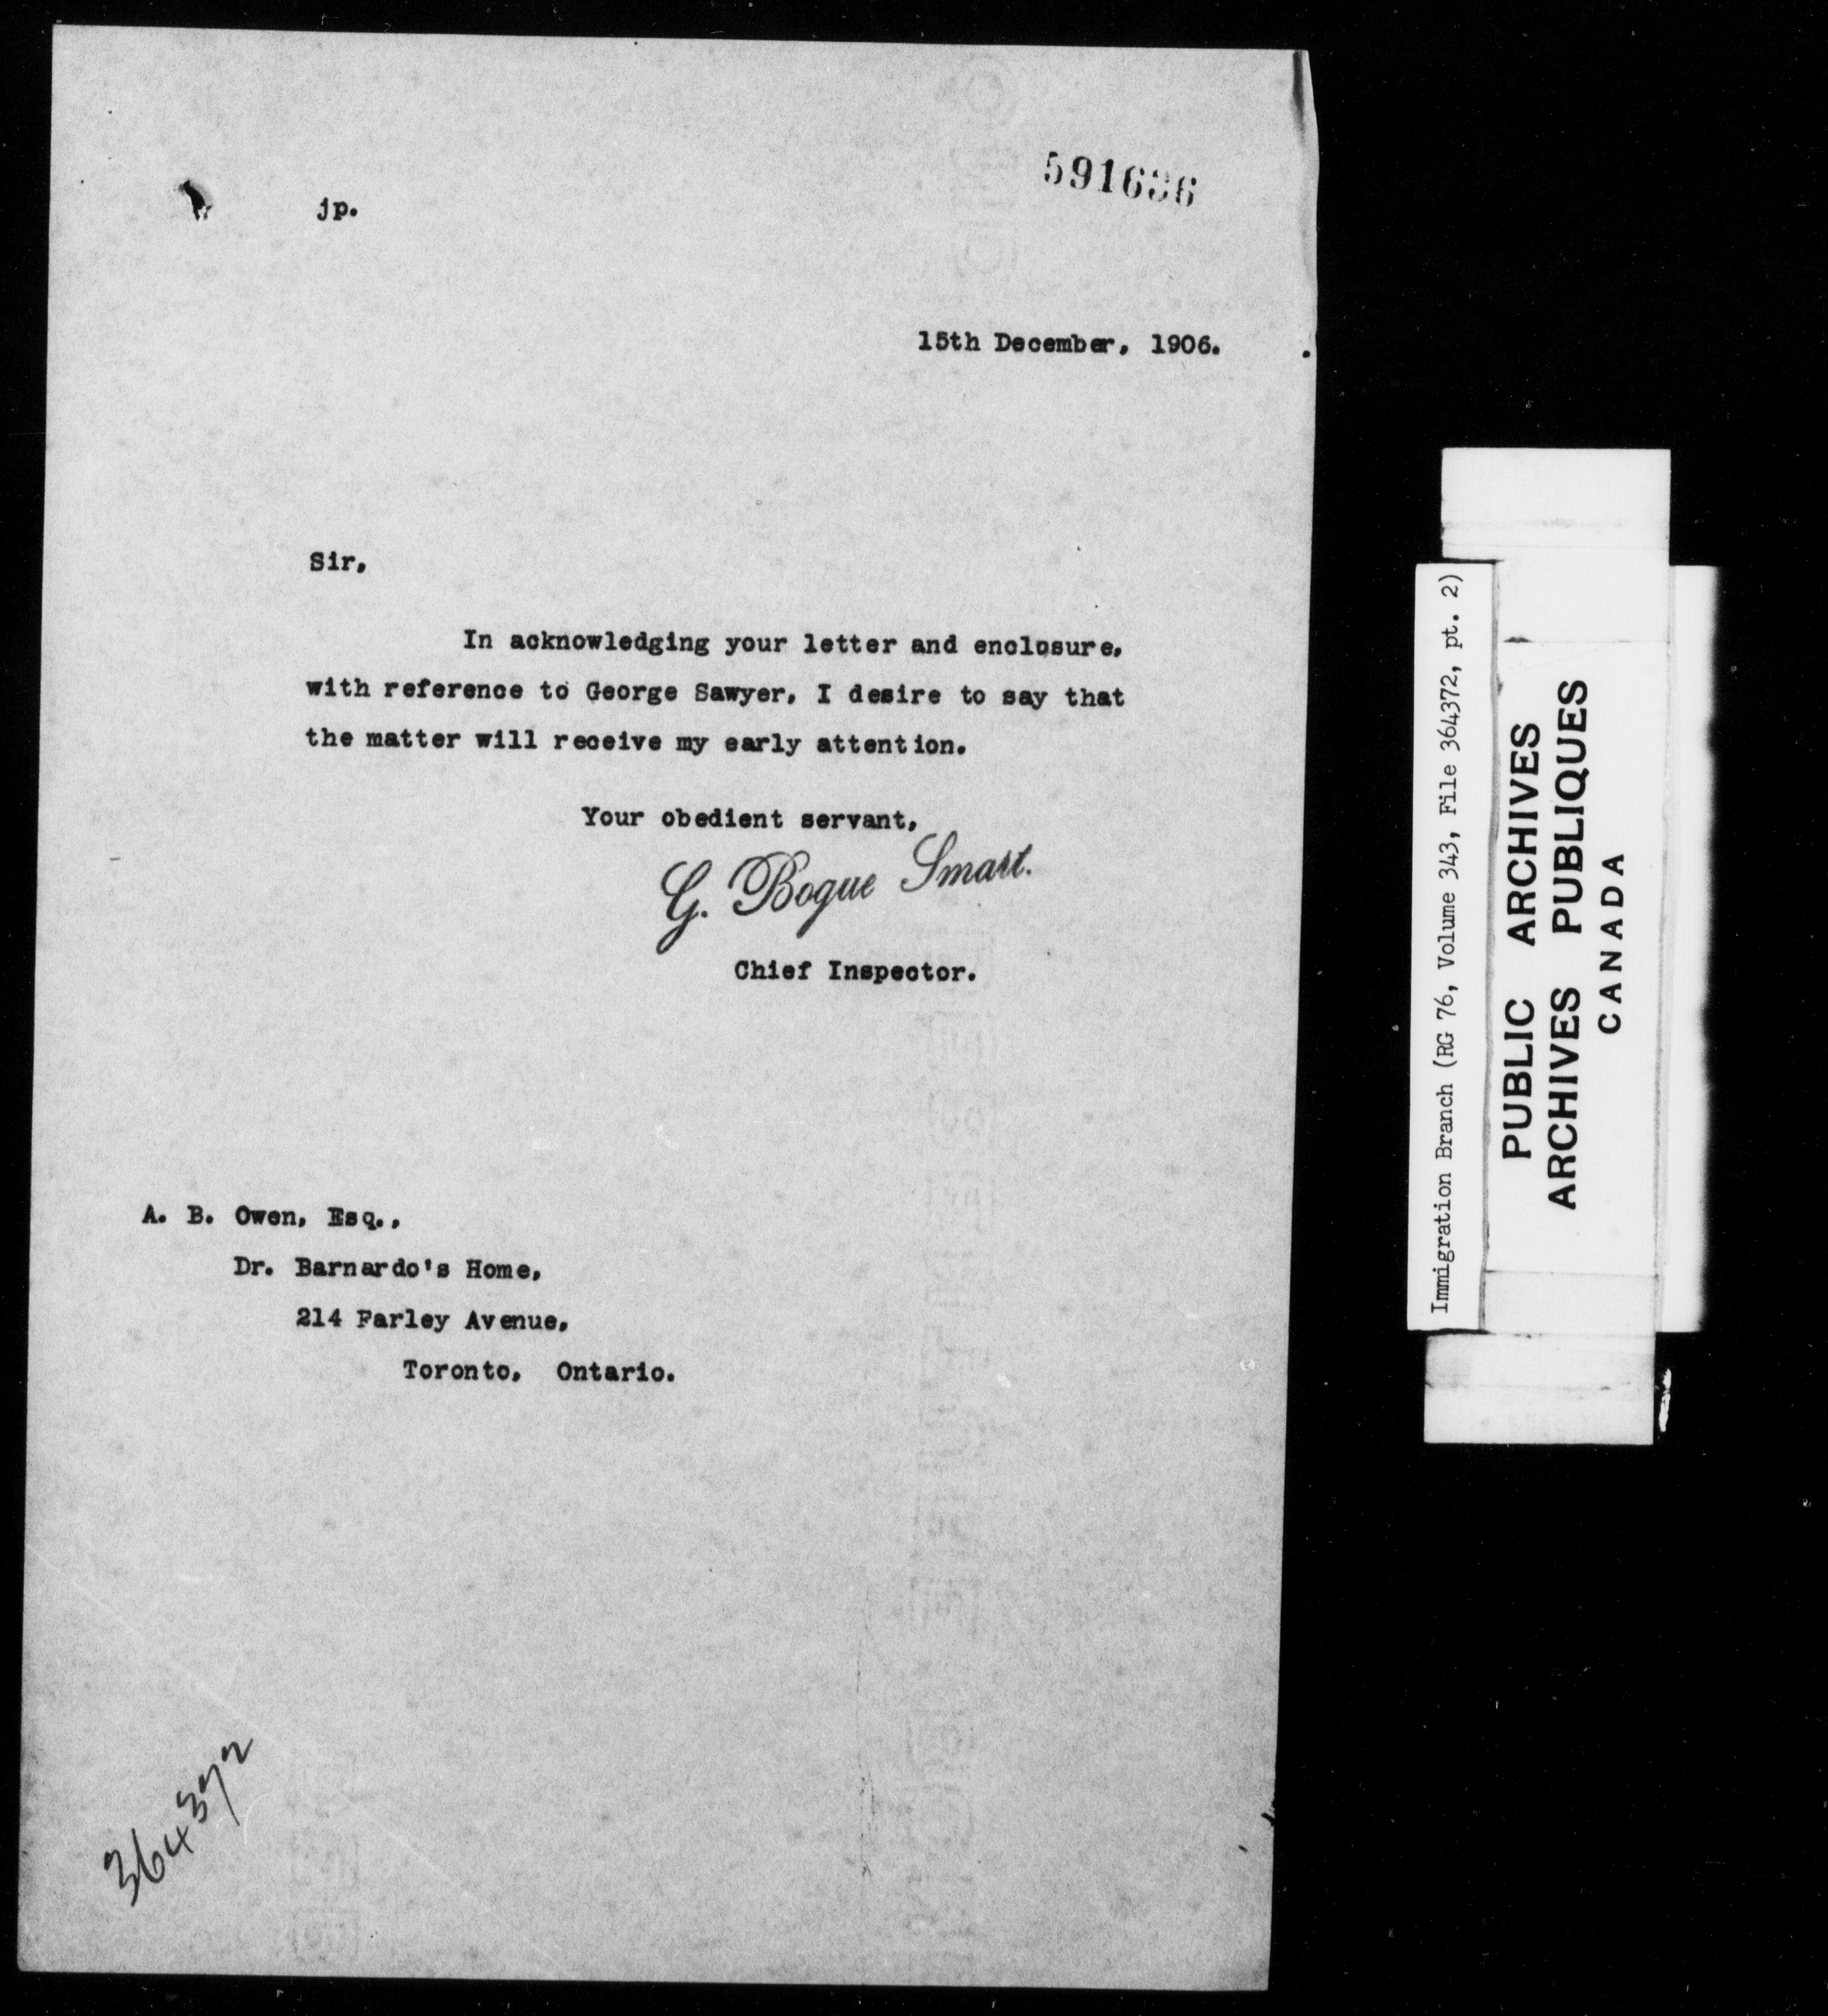 591636
jp.
15th December, 1906.
Sir,
In acknowledging your letter and enclosure,
with reference to George Sawyer, I desire to say that
the matter will receive my early attention.
Your obedient servant,
G. Bogue Smart.
Chief Inspector.
A. B. Owen, Esq.,
Dr. Barnardo's Home,
214 Farley Avenue,
Toronto, Ontario.
364372
Immigration Branch (RG 76, Volume 343, File 364372, pt. 2)
PUBLIC ARCHIVES
ARCHIVES PUBLIQUES
CANADA